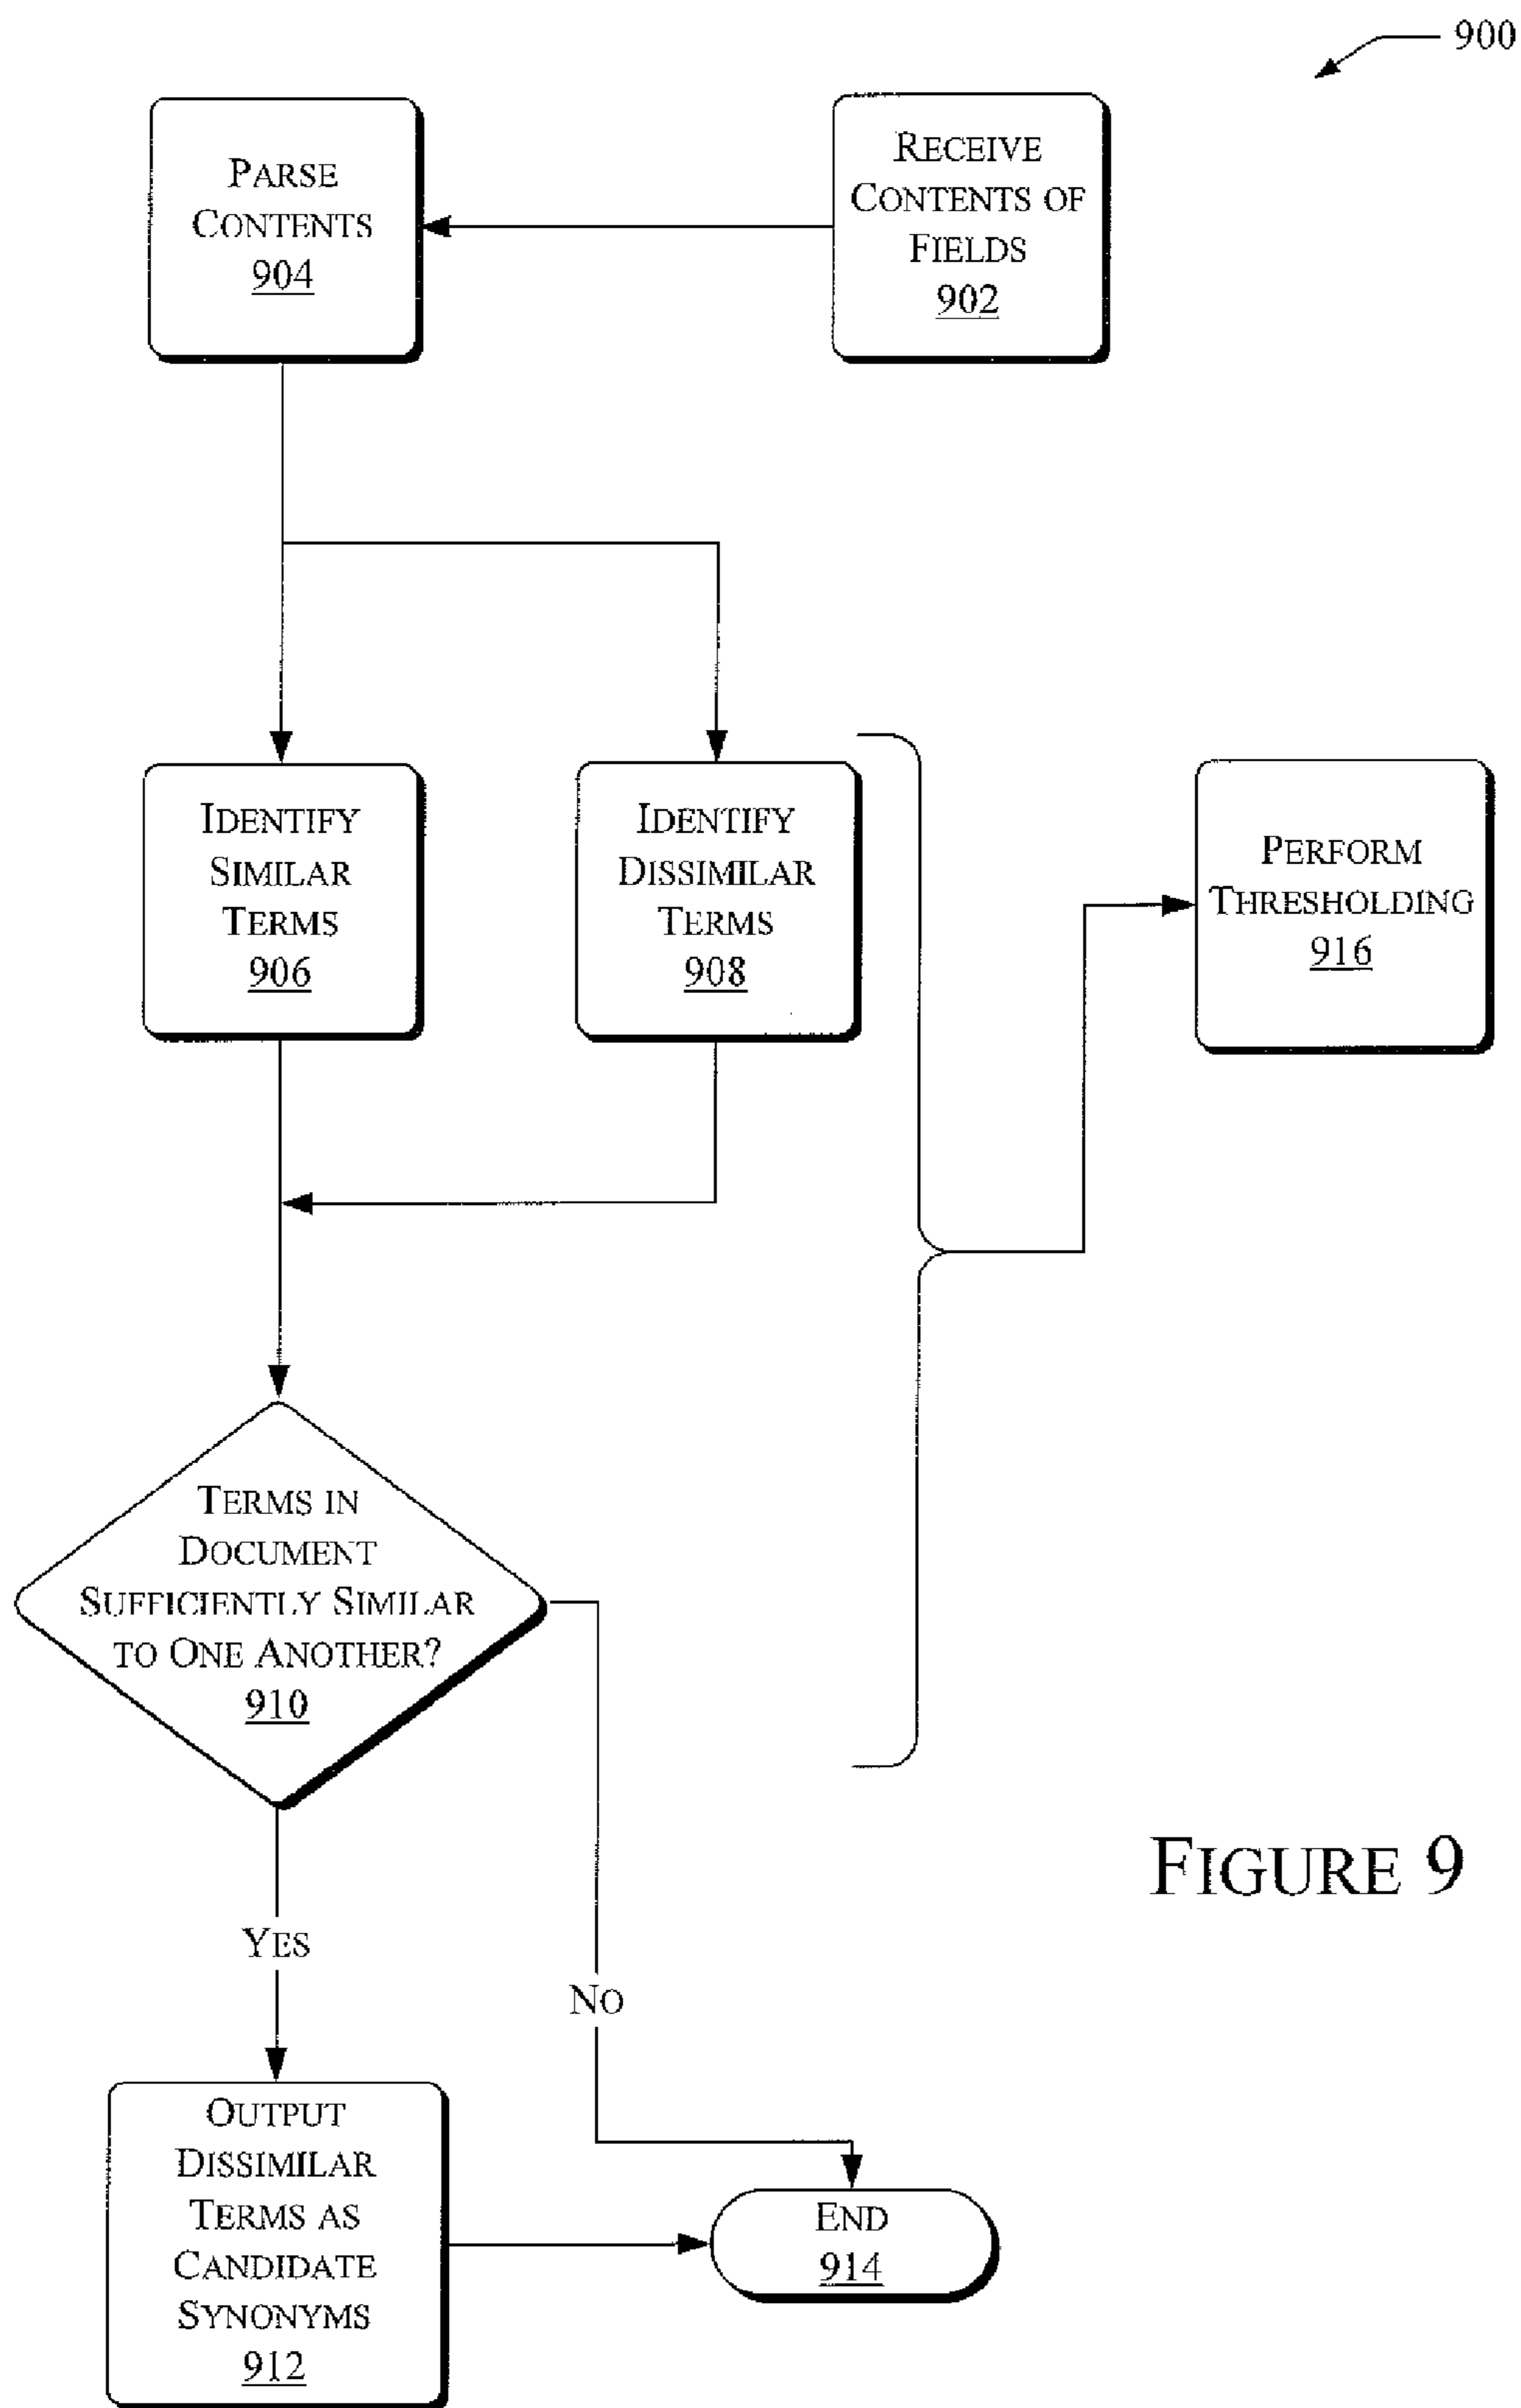 900
PARSE
CONTENTS
904
RECEIVE
CONTENTS OF
FIELDS
902
IDENTIFY
SIMILAR
TERMS
906
IDENTIFY
DISSIMILAR
TERMS
908
PERFORM
THRESHOLDING
916
TERMS IN
DOCUMENT
SUFFICIENTLY SIMILAR
TO ONE ANOTHER?
910
FIGURE 9
YES
NO
OUTPUT
DISSIMILAR
TERMS AS
CANDIDATE
SYNONYMS
912
END
914